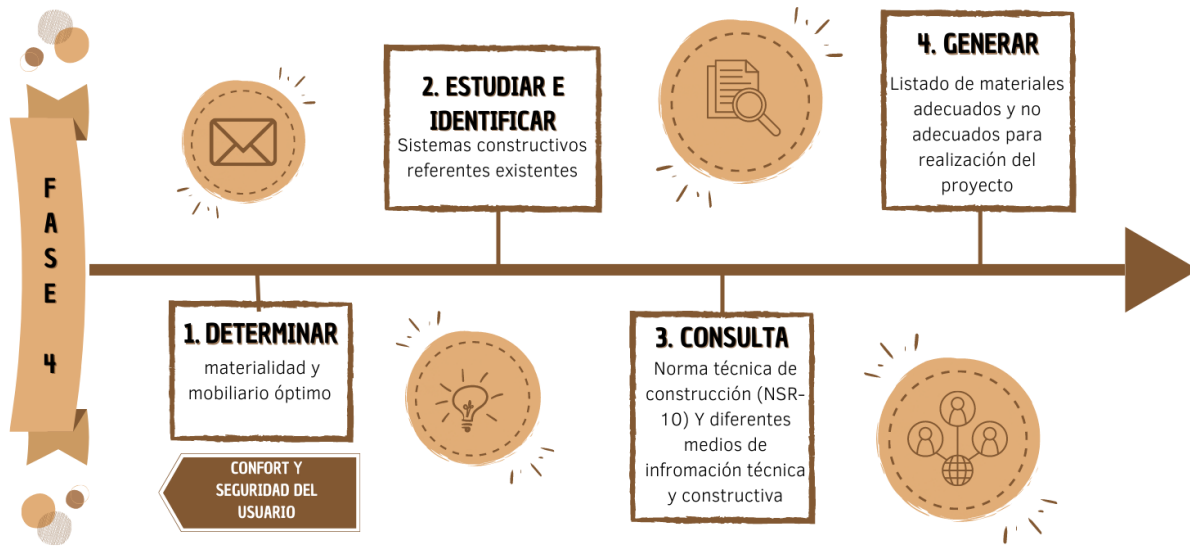 FASE 4
1. DETERMINAR
materialidad y
mobiliario óptimo
CONFORT Y
SEGURIDAD DEL
USUARIO
2. ESTUDIAR E
IDENTIFICAR
Sistemas constructivos
referentes existentes
3. CONSULTA
Norma técnica de
construcción (NSR-
10) Y diferentes
medios de
infromación técnica
y constructiva
4. GENERAR
Listado de materiales
adecuados y no
adecuados para
realización del
proyecto